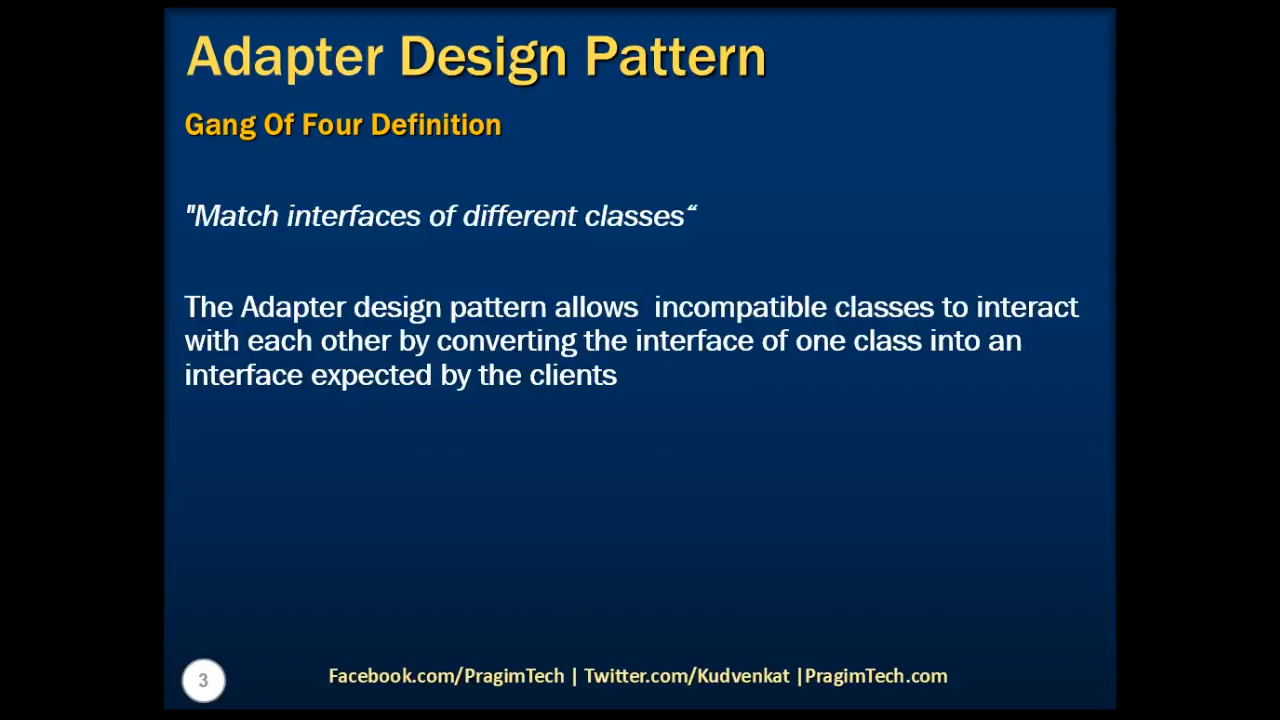 Adapter Design Pattern
Gang Of Four Definition
"Match interfaces of different classes“
The Adapter design pattern allows  incompatible classes to interact
with each other by converting the interface of one class into an
interface expected by the clients
3
Facebook.com/PragimTech | Twitter.com/Kudvenkat |PragimTech.com